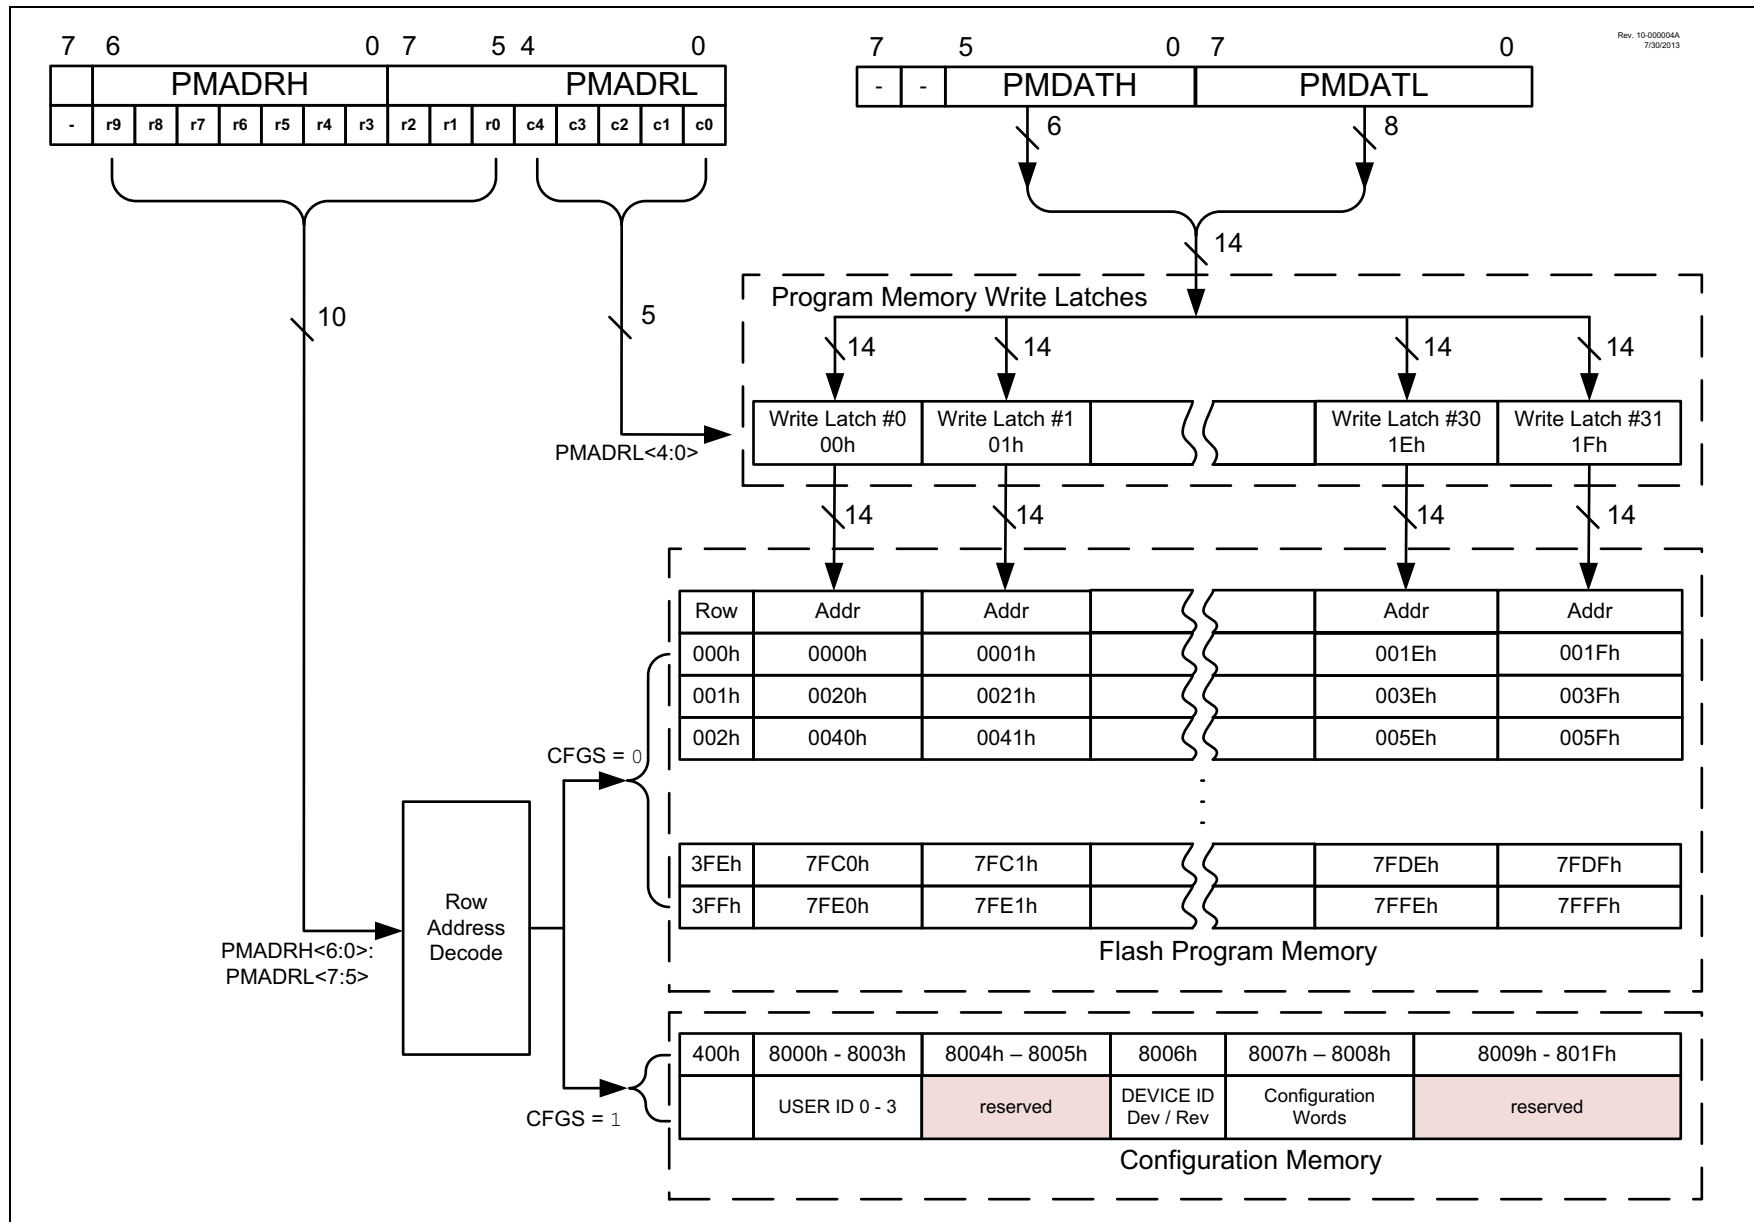 Rev. 10-000004A
7/30/2013
7 6 0 7 5 4 0
PMADRH PMADRL
- r9 r8 r7 r6 r5 r4 r3 r2 r1 r0 c4 c3 c2 c1 c0
7 5 0 7 0
- - PMDATH PMDATL
6 8
14
10 5
Program Memory Write Latches
14 14 14 14
Write Latch #0
00h
Write Latch #1
01h
Write Latch #30
1Eh
Write Latch #31
1Fh
PMADRL<4:0>
14 14 14 14
Row Addr Addr Addr Addr
000h 0000h 0001h 001Eh 001Fh
001h 0020h 0021h 003Eh 003Fh
002h 0040h 0041h 005Eh 005Fh
CFGS = 0
3FEh 7FC0h 7FC1h 7FDEh 7FDFh
3FFh 7FE0h 7FE1h 7FFEh 7FFFh
Flash Program Memory
Row
Address
Decode
PMADRH<6:0>:
PMADRL<7:5>
400h 8000h - 8003h 8004h – 8005h 8006h 8007h – 8008h 8009h - 801Fh
USER ID 0 - 3
reserved
DEVICE ID
Dev / Rev
Configuration
Words
reserved
CFGS = 1
Configuration Memory